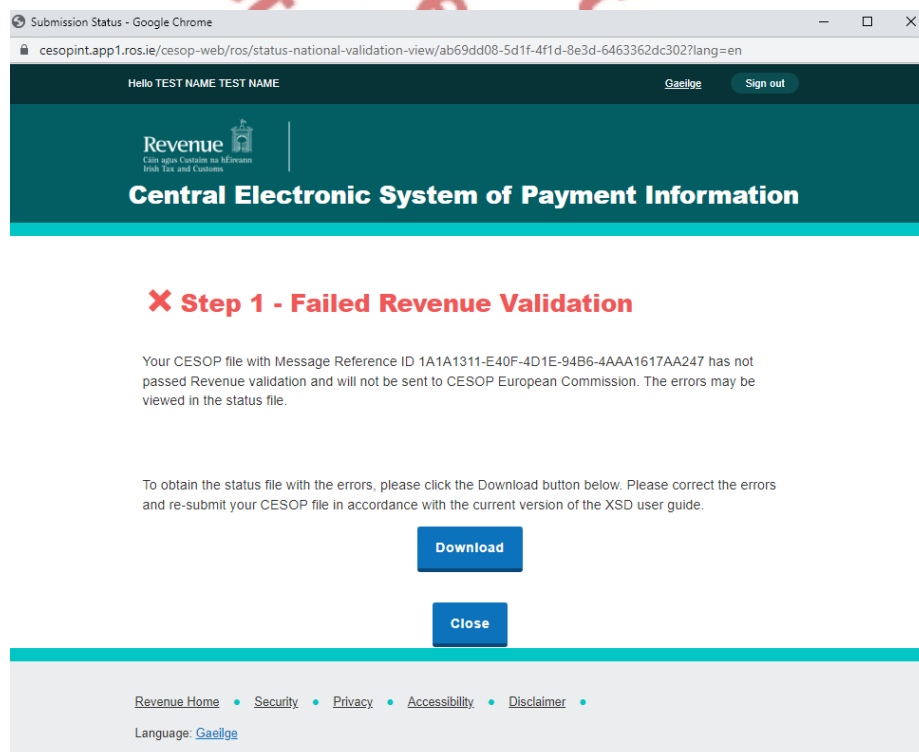 Submission Status - Google Chrome
cesopint.app1.ros.ie/cesop-web/ros/status-national-validation-view/ab69dd08-5d1f-4f1d-8e3d-6463362dc302?lang=en
Hello TEST NAME TEST NAME
Gaeilge
Sign out
Revenue
Cáin agus Custaim na hÉireann
Irish Tax and Customs
Central Electronic System of Payment Information
Step 1 - Failed Revenue Validation
Your CESOP file with Message Reference ID 1A1A1311-E40F-4D1E-94B6-4AAA1617AA247 has not
passed Revenue validation and will not be sent to CESOP European Commission. The errors may be
viewed in the status file.
To obtain the status file with the errors, please click the Download button below. Please correct the errors
and re-submit your CESOP file in accordance with the current version of the XSD user guide.
Download
Close
Revenue Home • Security • Privacy • Accessibility • Disclaimer •
Language: Gaeilge